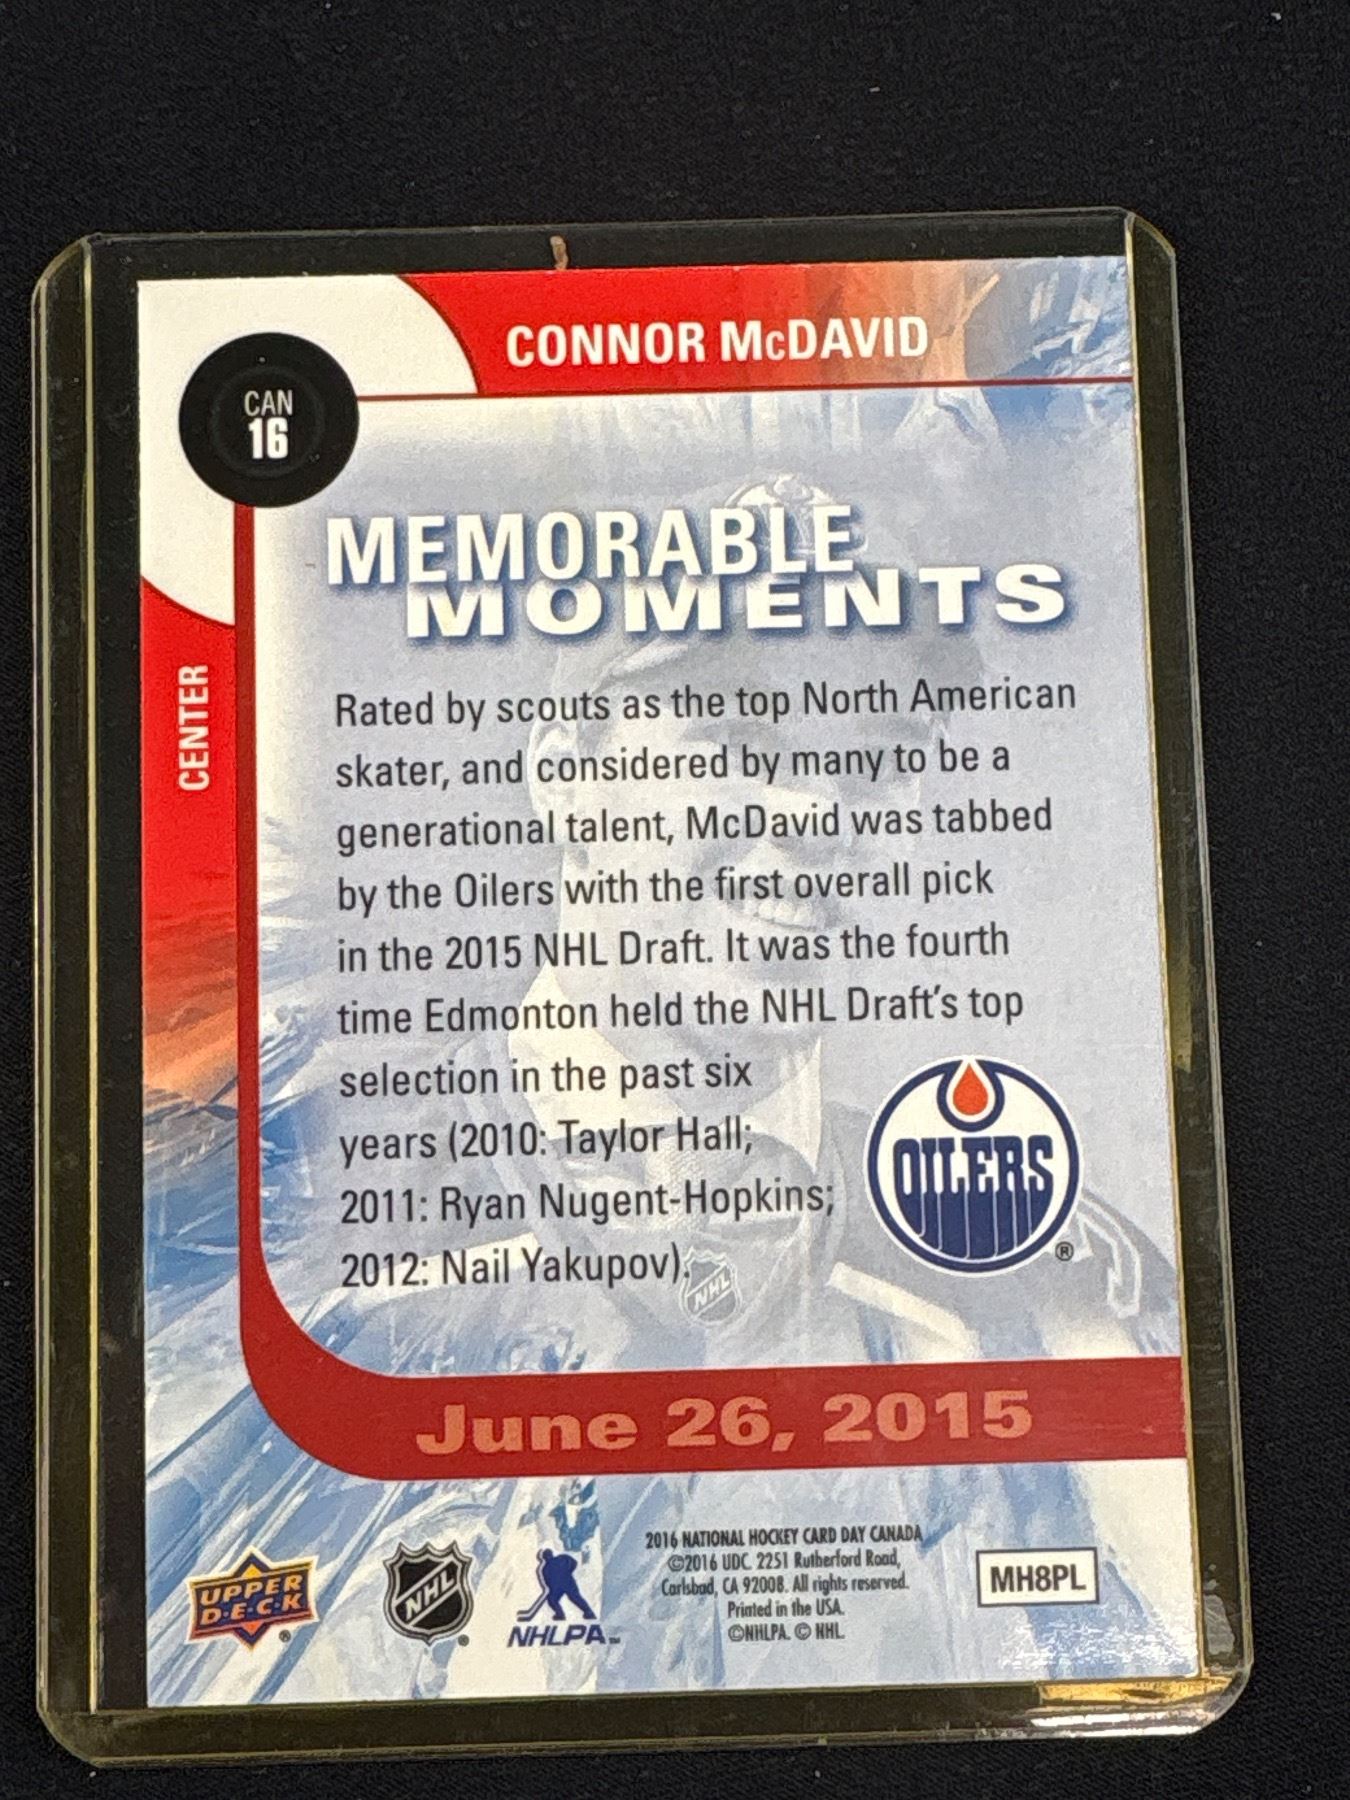 CONNOR McDAVID
CAN
16
MEMORABLE
MOMENTS
CENTER
Rated by scouts as the top North American
skater, and considered by many to be a
generational talent, McDavid was tabbed
by the Oilers with the first overall pick
in the 2015 NHL Draft. It was the fourth
time Edmonton held the NHL Draft's top
selection in the past six
years (2010: Taylor Hall;
2011: Ryan Nugent-Hopkins;
2012: Nail Yakupov).
OILERS
®
NHL
June 26, 2015
2016 NATIONAL HOCKEY CARD DAY CANADA
©2016 UDC. 2251 Rutherford Road,
Carlsbad, CA 92008. All rights reserved.
Printed in the USA.
©NHLPA. © NHL.
MH8PL
UPPER
D·E·C·K
®
NHL
®
NHLPA™